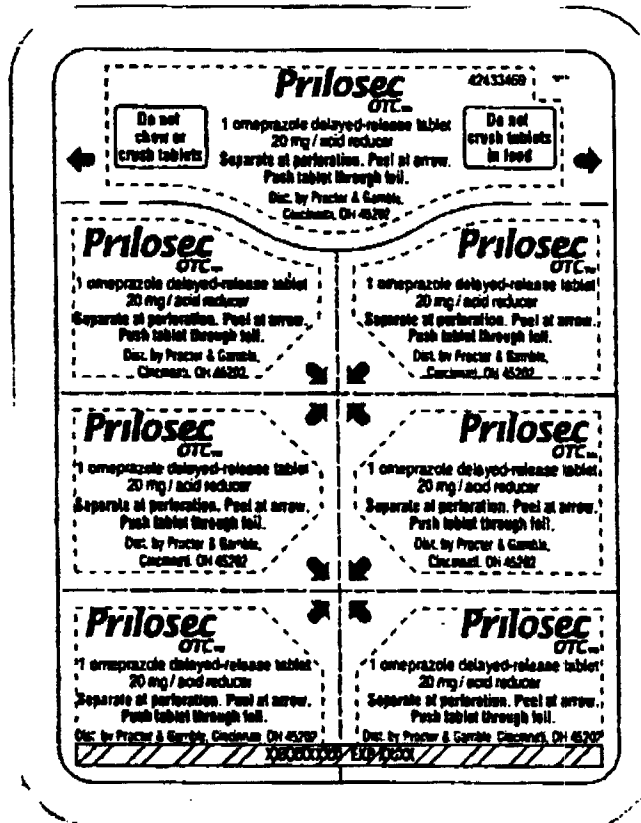 Prilosec
OTC™
42433469
Do not
chew or
crush tablets
1 omeprazole delayed-release tablet
20 mg / acid reducer
Separate at perforation. Peel at arrow.
Push tablet through foil.
Dist. by Procter & Gamble,
Cincinnati, OH 45202
Do not
crush tablets
in food
Prilosec
OTC™
1 omeprazole delayed-release tablet
20 mg / acid reducer
Separate at perforation. Peel at arrow.
Push tablet through foil.
Dist. by Procter & Gamble,
Cincinnati, OH 45202
Prilosec
OTC™
1 omeprazole delayed-release tablet
20 mg / acid reducer
Separate at perforation. Peel at arrow.
Push tablet through foil.
Dist. by Procter & Gamble,
Cincinnati, OH 45202
Prilosec
OTC™
1 omeprazole delayed-release tablet
20 mg / acid reducer
Separate at perforation. Peel at arrow.
Push tablet through foil.
Dist. by Procter & Gamble,
Cincinnati, OH 45202
Prilosec
OTC™
1 omeprazole delayed-release tablet
20 mg / acid reducer
Separate at perforation. Peel at arrow.
Push tablet through foil.
Dist. by Procter & Gamble,
Cincinnati, OH 45202
Prilosec
OTC™
1 omeprazole delayed-release tablet
20 mg / acid reducer
Separate at perforation. Peel at arrow.
Push tablet through foil.
Dist. by Procter & Gamble, Cincinnati, OH 45202
Prilosec
OTC™
1 omeprazole delayed-release tablet
20 mg / acid reducer
Separate at perforation. Peel at arrow.
Push tablet through foil.
Dist. by Procter & Gamble, Cincinnati, OH 45202